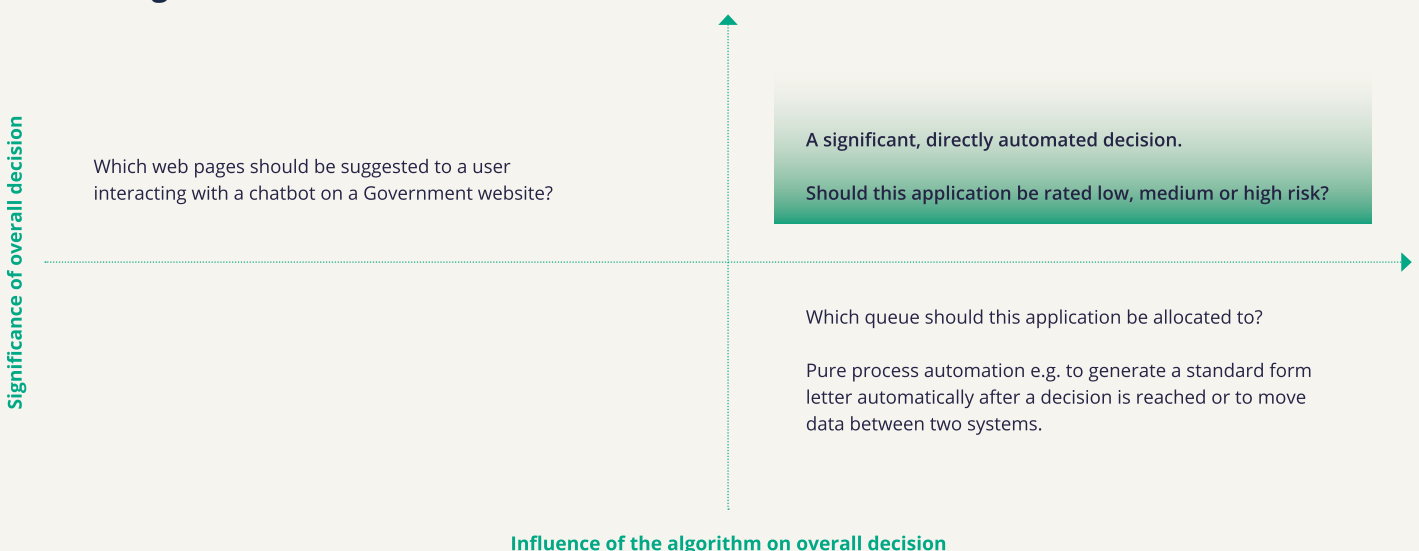 Significance of overall decision
Which web pages should be suggested to a user
interacting with a chatbot on a Government website?
A significant, directly automated decision.
Should this application be rated low, medium or high risk?
Which queue should this application be allocated to?
Pure process automation e.g. to generate a standard form
letter automatically after a decision is reached or to move
data between two systems.
Influence of the algorithm on overall decision